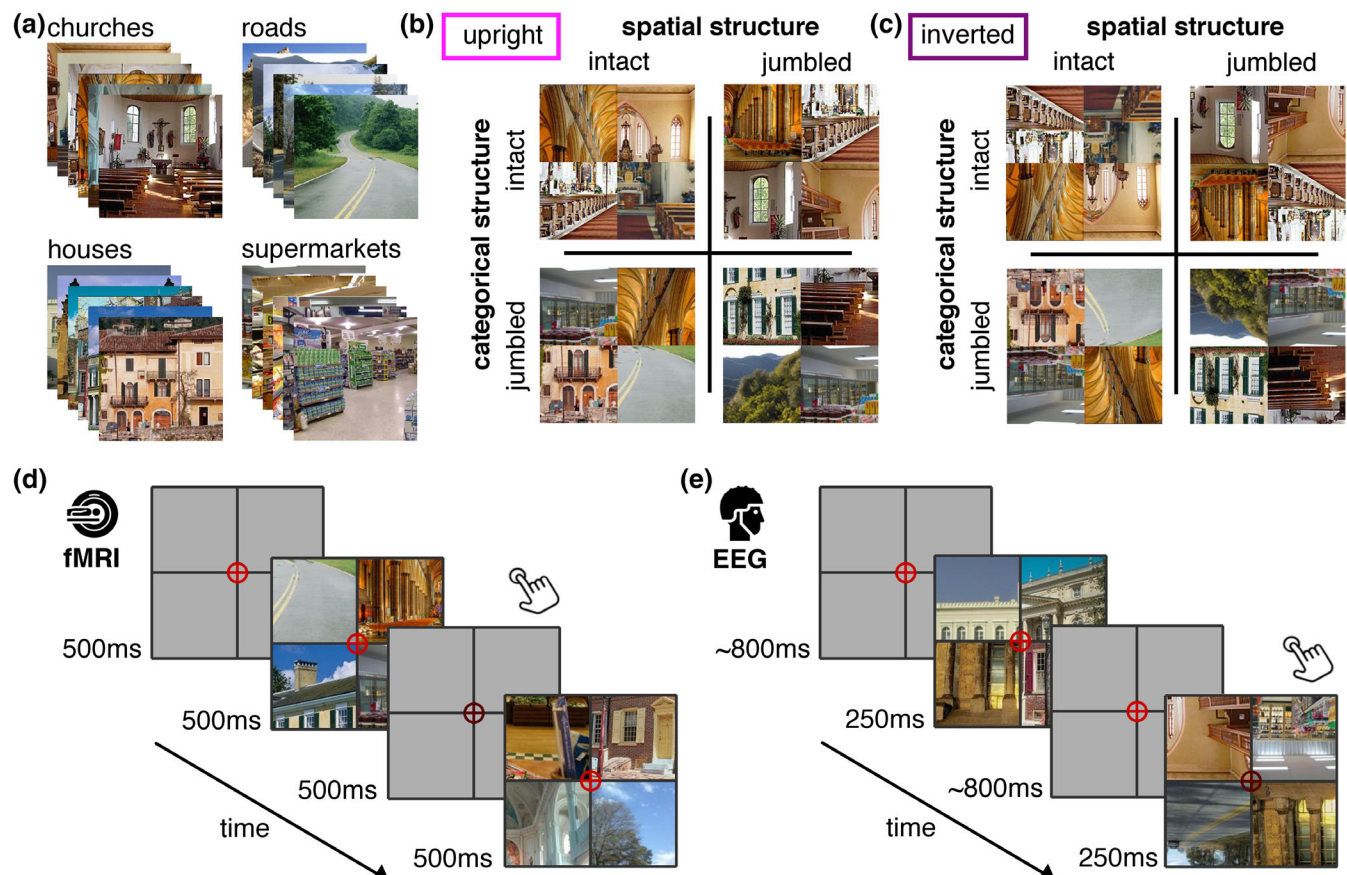 (a) churches
roads
houses
supermarkets
(b) upright
spatial structure
intact
jumbled
categorical structure
intact
jumbled
(c) inverted
spatial structure
intact
jumbled
categorical structure
intact
jumbled
(d)
fMRI
500ms
500ms
500ms
500ms
time
(e)
EEG
~800ms
250ms
~800ms
250ms
time